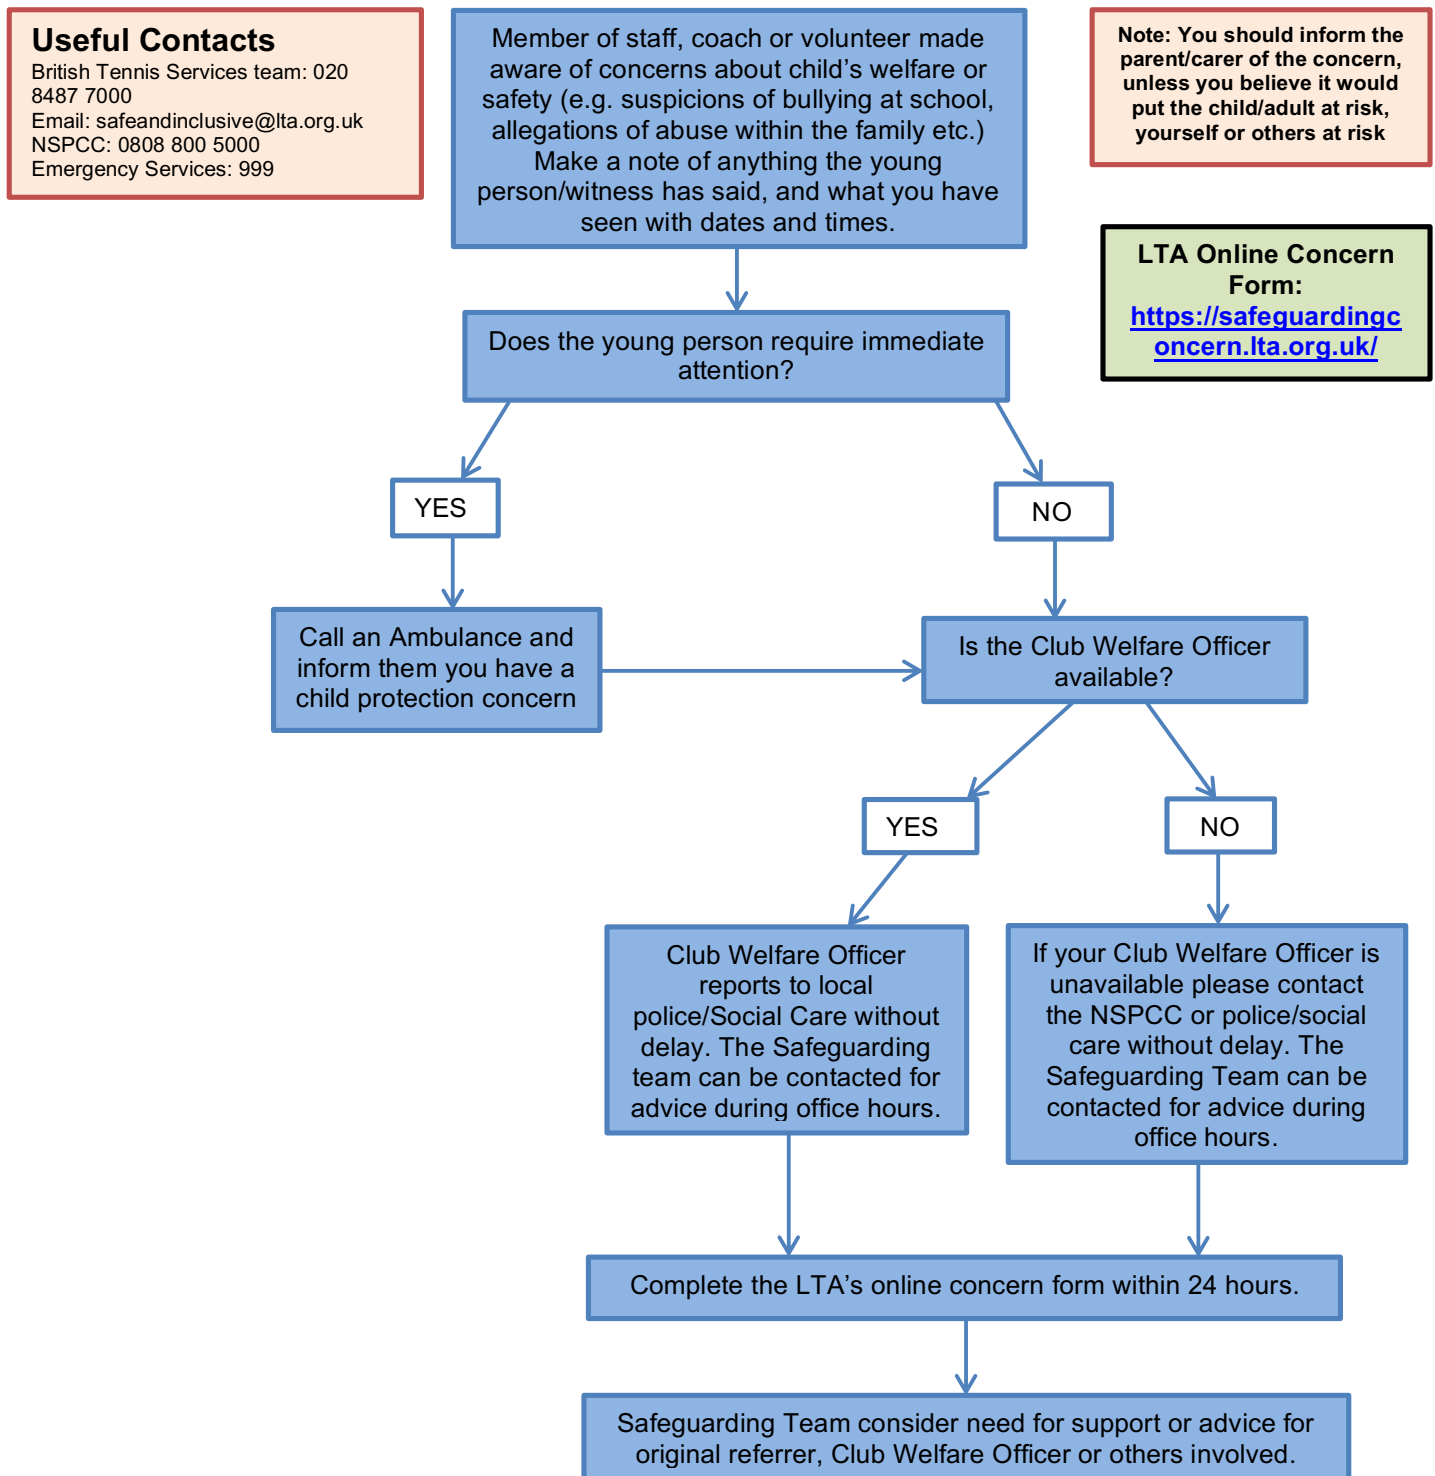 Useful Contacts
British Tennis Services team: 020
8487 7000
Email: safeandinclusive@lta.org.uk
NSPCC: 0808 800 5000
Emergency Services: 999
Member of staff, coach or volunteer made
aware of concerns about child’s welfare or
safety (e.g. suspicions of bullying at school,
allegations of abuse within the family etc.)
Make a note of anything the young
person/witness has said, and what you have
seen with dates and times.
Note: You should inform the
parent/carer of the concern,
unless you believe it would
put the child/adult at risk,
yourself or others at risk
LTA Online Concern
Form:
https://safeguardingc
oncern.lta.org.uk/
Does the young person require immediate
attention?
YES
NO
Call an Ambulance and
inform them you have a
child protection concern
Is the Club Welfare Officer
available?
YES
NO
Club Welfare Officer
reports to local
police/Social Care without
delay. The Safeguarding
team can be contacted for
advice during office hours.
If your Club Welfare Officer is
unavailable please contact
the NSPCC or police/social
care without delay. The
Safeguarding Team can be
contacted for advice during
office hours.
Complete the LTA’s online concern form within 24 hours.
Safeguarding Team consider need for support or advice for
original referrer, Club Welfare Officer or others involved.